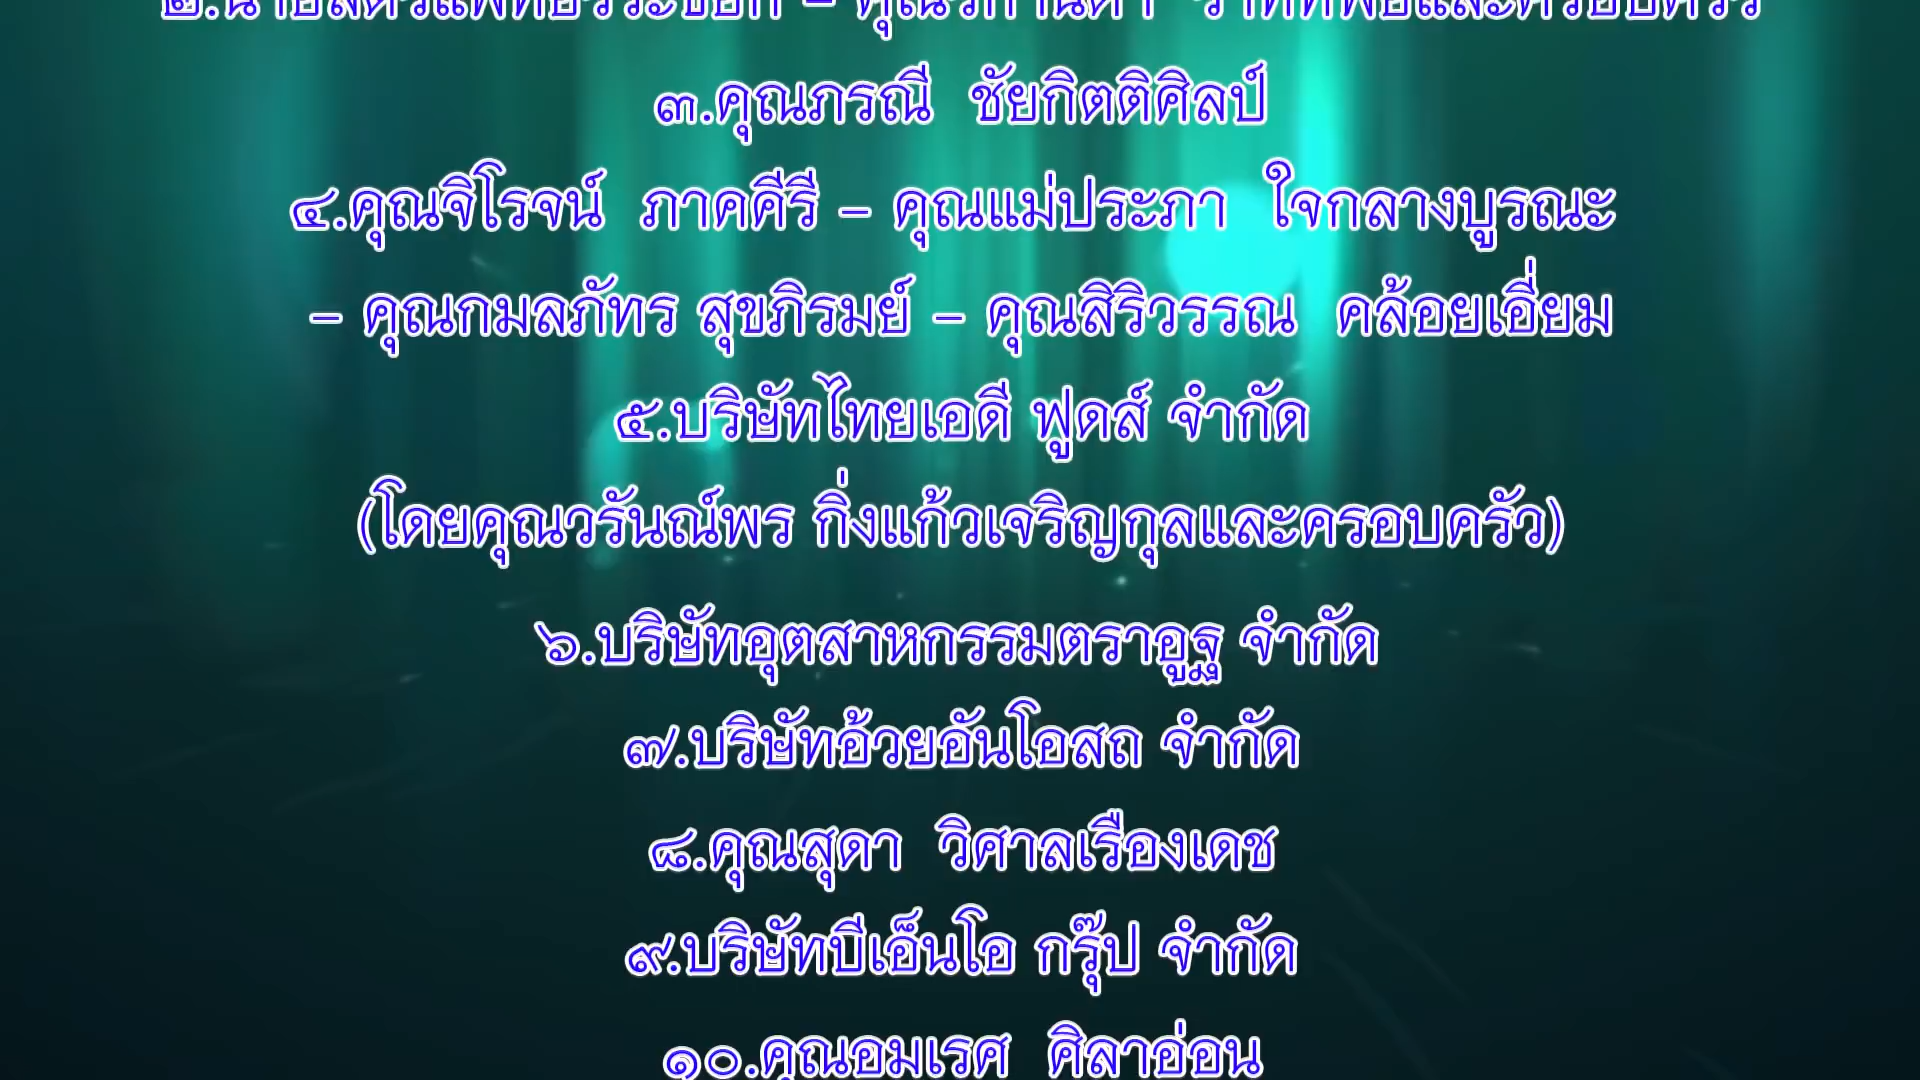 ๓.คุณภรณี ชัยกิตติศิลป์
๔.คุณจิโรจน์ ภาคคีรี - คุณแม่ประภา ใจกลางบูรณะ
- คุณกมลภัทร สุขภิรมย์ - คุณสิริวรรณ คล้อยเอี่ยม
๕.บริษัทไทยเอดี ฟูดส์ จำกัด
(โดยคุณวรันณ์พร กิ่งแก้วเจริญกุลและครอบครัว)
๖.บริษัทอุตสาหกรรมตราอูฐ จำกัด
๗.บริษัทอ้วยอันโอสถ จำกัด
๘.คุณสุดา วิศาลเรืองเดช
๙.บริษัทบีเอ็นโอ กรุ๊ป จำกัด
๑๐.คุณอมเรศ ศิลาอ่อน